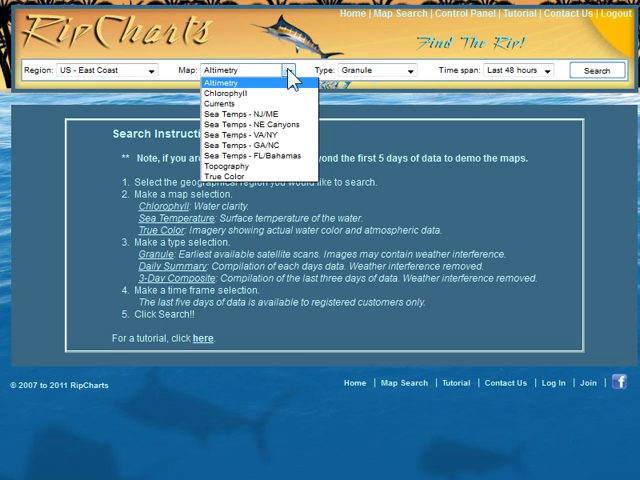 Home | Map Search | Control Panel | Tutorial | Contact Us | Logout
RipCharts
Find The Rip!
Region: US - East Coast Map: Altimetry Type: Granule Time span: Last 48 hours Search
Altimetry
Chlorophyll
Currents
Sea Temps - NJ/ME
Sea Temps - NE Canyons
Sea Temps - VA/NY
Sea Temps - GA/NC
Sea Temps - FL/Bahamas
Topography
True Color
Search Instructi
** Note, if you are yond the first 5 days of data to demo the maps.
1. Select the geographical region you would like to search.
2. Make a map selection.
Chlorophyll: Water clarity.
Sea Temperature: Surface temperature of the water.
True Color: Imagery showing actual water color and atmospheric data.
3. Make a type selection.
Granule: Earliest available satellite scans. Images may contain weather interference.
Daily Summary: Compilation of each days data. Weather interference removed.
3-Day Composite: Compilation of the last three days of data. Weather interference removed.
4. Make a time frame selection.
The last five days of data is available to registered customers only.
5. Click Search!!
For a tutorial, click here.
© 2007 to 2011 RipCharts
Home | Map Search | Tutorial | Contact Us | Log In | Join | f